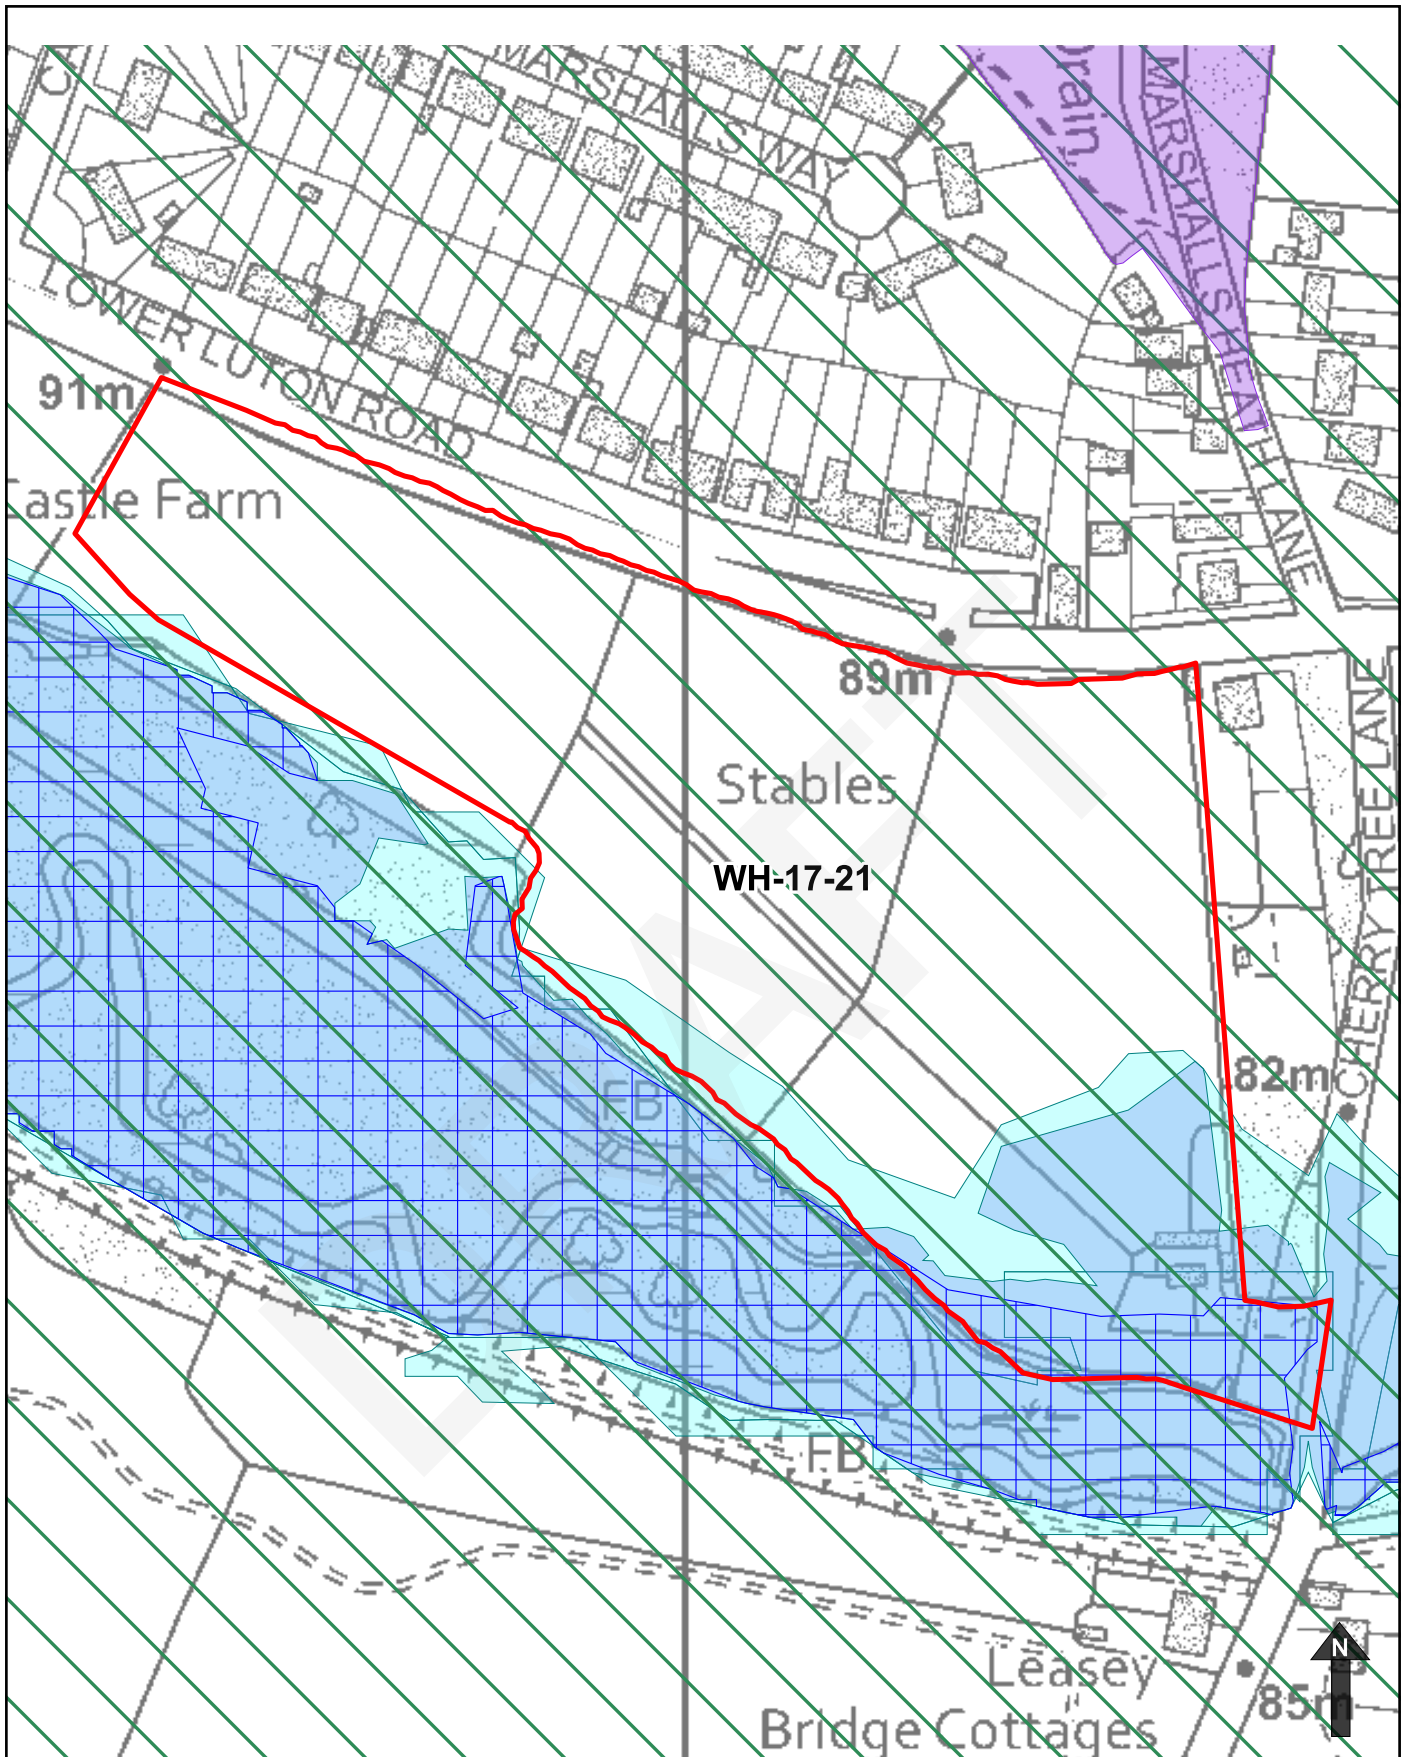 MARSHALLS WAY
Drain
MARSHALLS HEATH LANE
LOWER LUTON ROAD
91m
Castle Farm
89m
Stables
WH-17-21
CHERRY TREE LANE
82m
FB
FB
Leasey
Bridge Cottages
85m
N
DRAFT